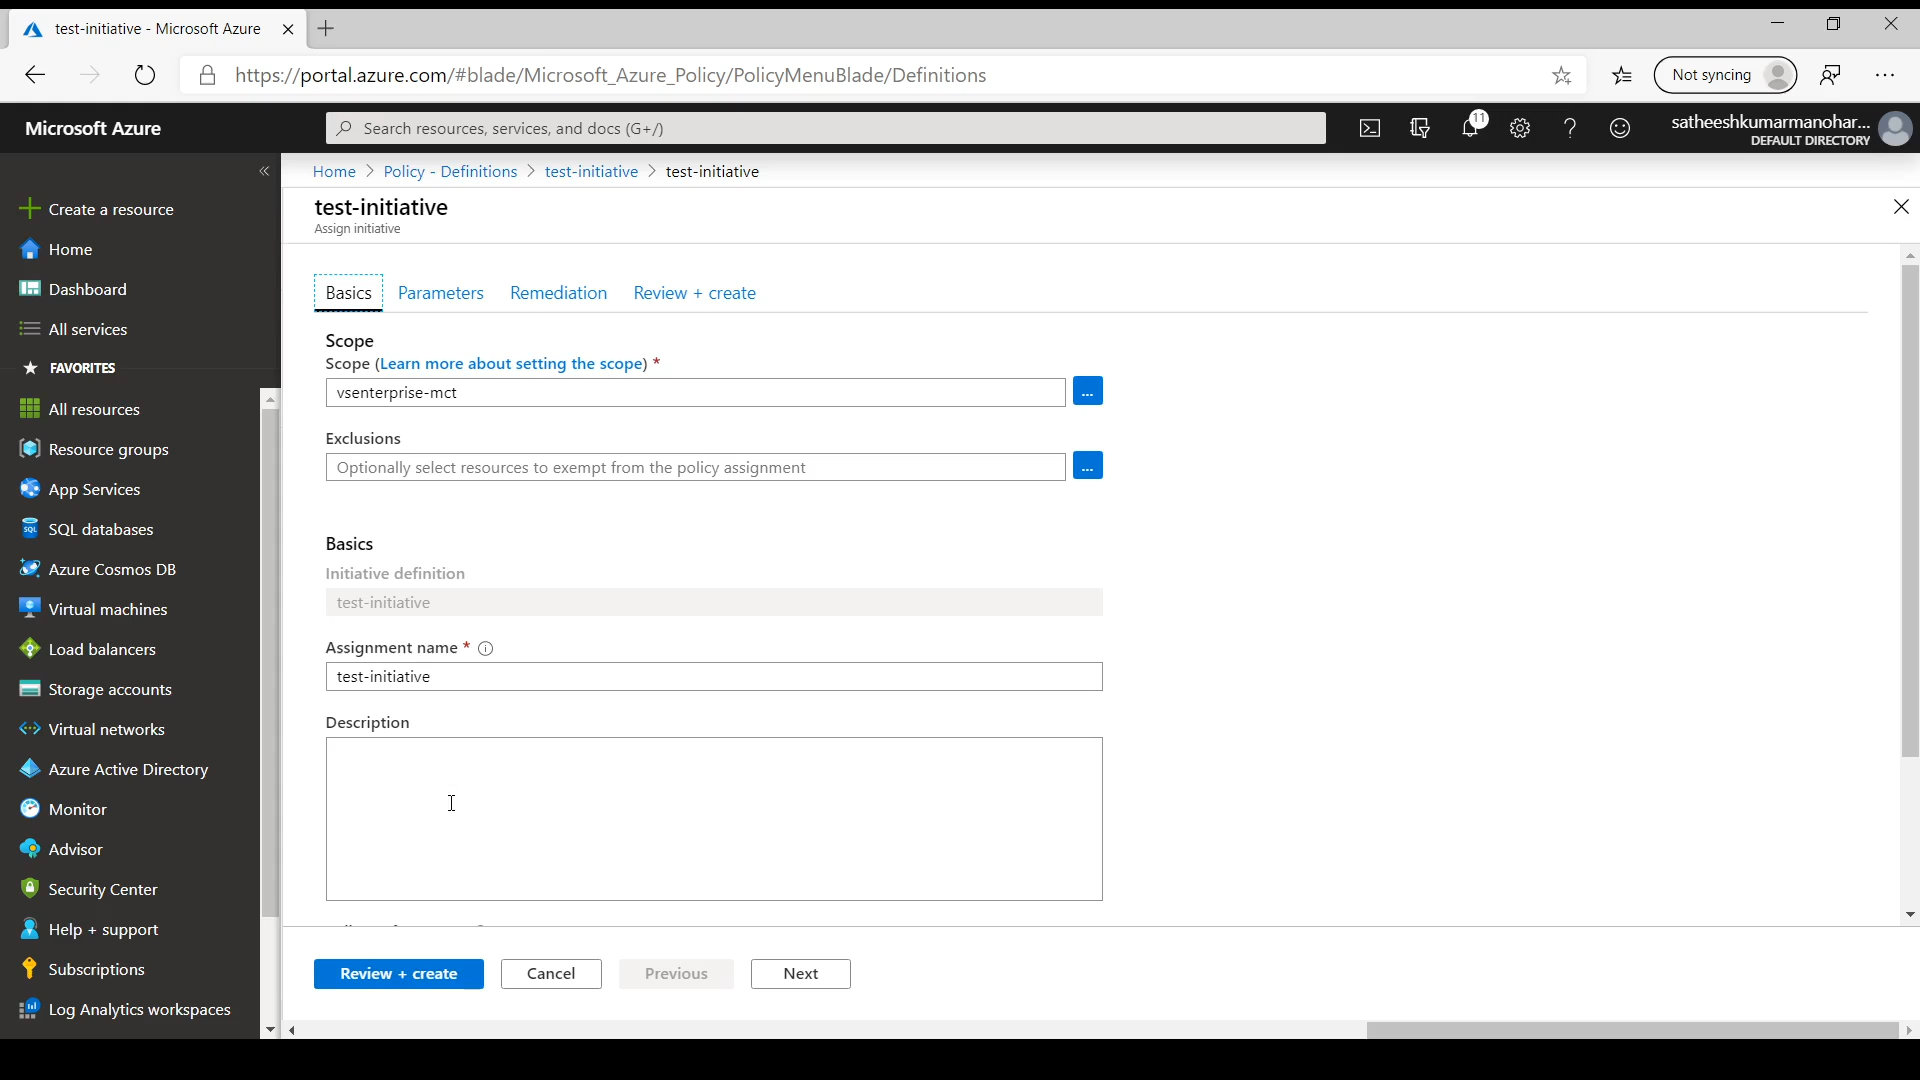 test-initiative - Microsoft Azure
https://portal.azure.com/#blade/Microsoft_Azure_Policy/PolicyMenuBlade/Definitions
Not syncing
Microsoft Azure
Search resources, services, and docs (G+/)
11
satheeshkumarmanohar...
DEFAULT DIRECTORY
Home > Policy - Definitions > test-initiative > test-initiative
test-initiative
Assign initiative
Create a resource
Home
Dashboard
All services
FAVORITES
All resources
Resource groups
App Services
SQL databases
Azure Cosmos DB
Virtual machines
Load balancers
Storage accounts
Virtual networks
Azure Active Directory
Monitor
Advisor
Security Center
Help + support
Subscriptions
Log Analytics workspaces
Basics Parameters Remediation Review + create
Scope
Scope (Learn more about setting the scope) *
vsenterprise-mct
...
Exclusions
Optionally select resources to exempt from the policy assignment
...
Basics
Initiative definition
test-initiative
Assignment name *
test-initiative
Description
Review + create Cancel Previous Next